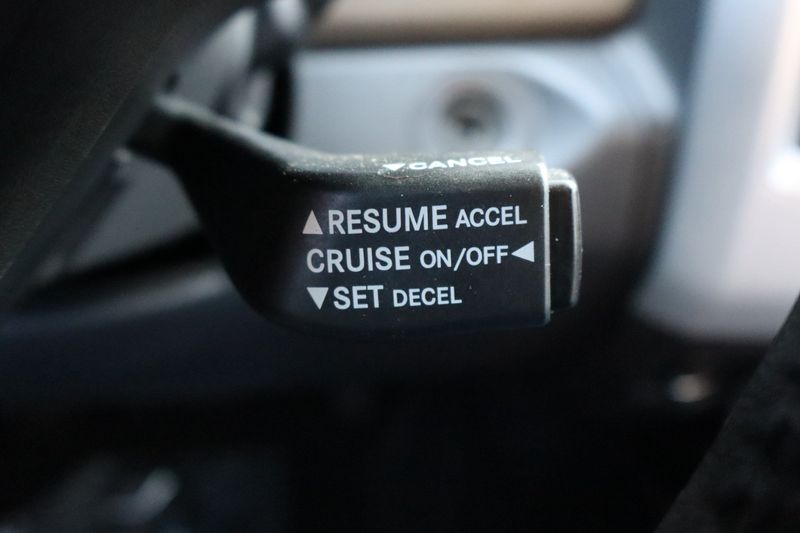 ▼CANCEL
▲RESUME ACCEL
CRUISE ON/OFF◀
▼SET DECEL